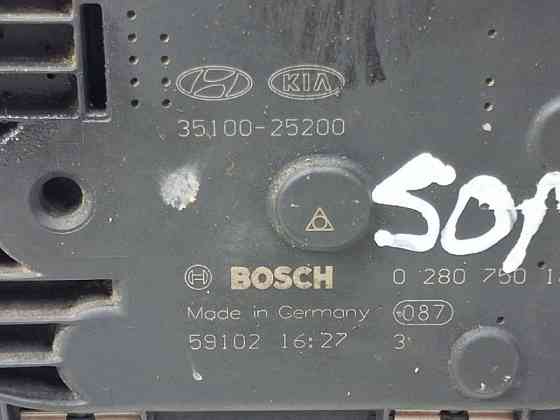 KIA
35100-25200
BOSCH 0 280 750
Made in Germany 087
59102 16:27 3